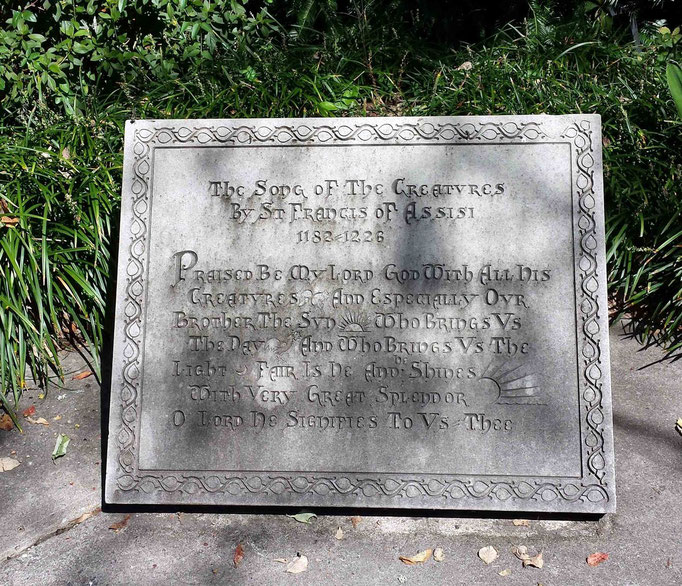 The Song of The Creatvres
By St Francis of Assisi
1182-1226
Praised Be My Lord God With All His
Creatvres And Especially Ovr
Brother The Svn Who Brings Vs
The Day And Who Brings Vs The
Light - Fair Is He And Shines
With Very Great Splendor
O Lord He Signifies To Vs - Thee